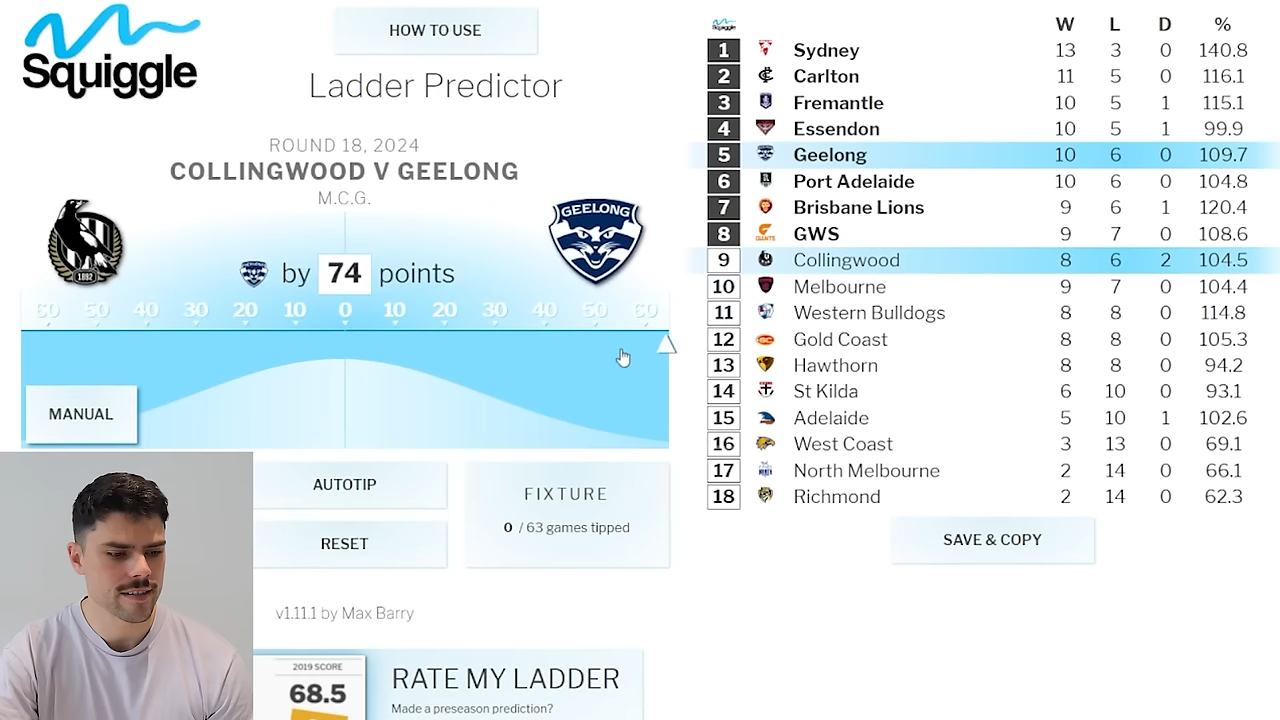 Squiggle
HOW TO USE
Ladder Predictor
ROUND 18, 2024
COLLINGWOOD V GEELONG
M.C.G.
1892
GEELONG
by 74 points
60 50 40 30 20 10 0 10 20 30 40 50 60
MANUAL
AUTOTIP
RESET
FIXTURE
0 / 63 games tipped
v1.11.1 by Max Barry
2019 SCORE
68.5
RATE MY LADDER
Made a preseason prediction?
W L D %
1 Sydney 13 3 0 140.8
2 Carlton 11 5 0 116.1
3 Fremantle 10 5 1 115.1
4 Essendon 10 5 1 99.9
5 Geelong 10 6 0 109.7
6 Port Adelaide 10 6 0 104.8
7 Brisbane Lions 9 6 1 120.4
8 GWS 9 7 0 108.6
9 Collingwood 8 6 2 104.5
10 Melbourne 9 7 0 104.4
11 Western Bulldogs 8 8 0 114.8
12 Gold Coast 8 8 0 105.3
13 Hawthorn 8 8 0 94.2
14 St Kilda 6 10 0 93.1
15 Adelaide 5 10 1 102.6
16 West Coast 3 13 0 69.1
17 North Melbourne 2 14 0 66.1
18 Richmond 2 14 0 62.3
SAVE & COPY